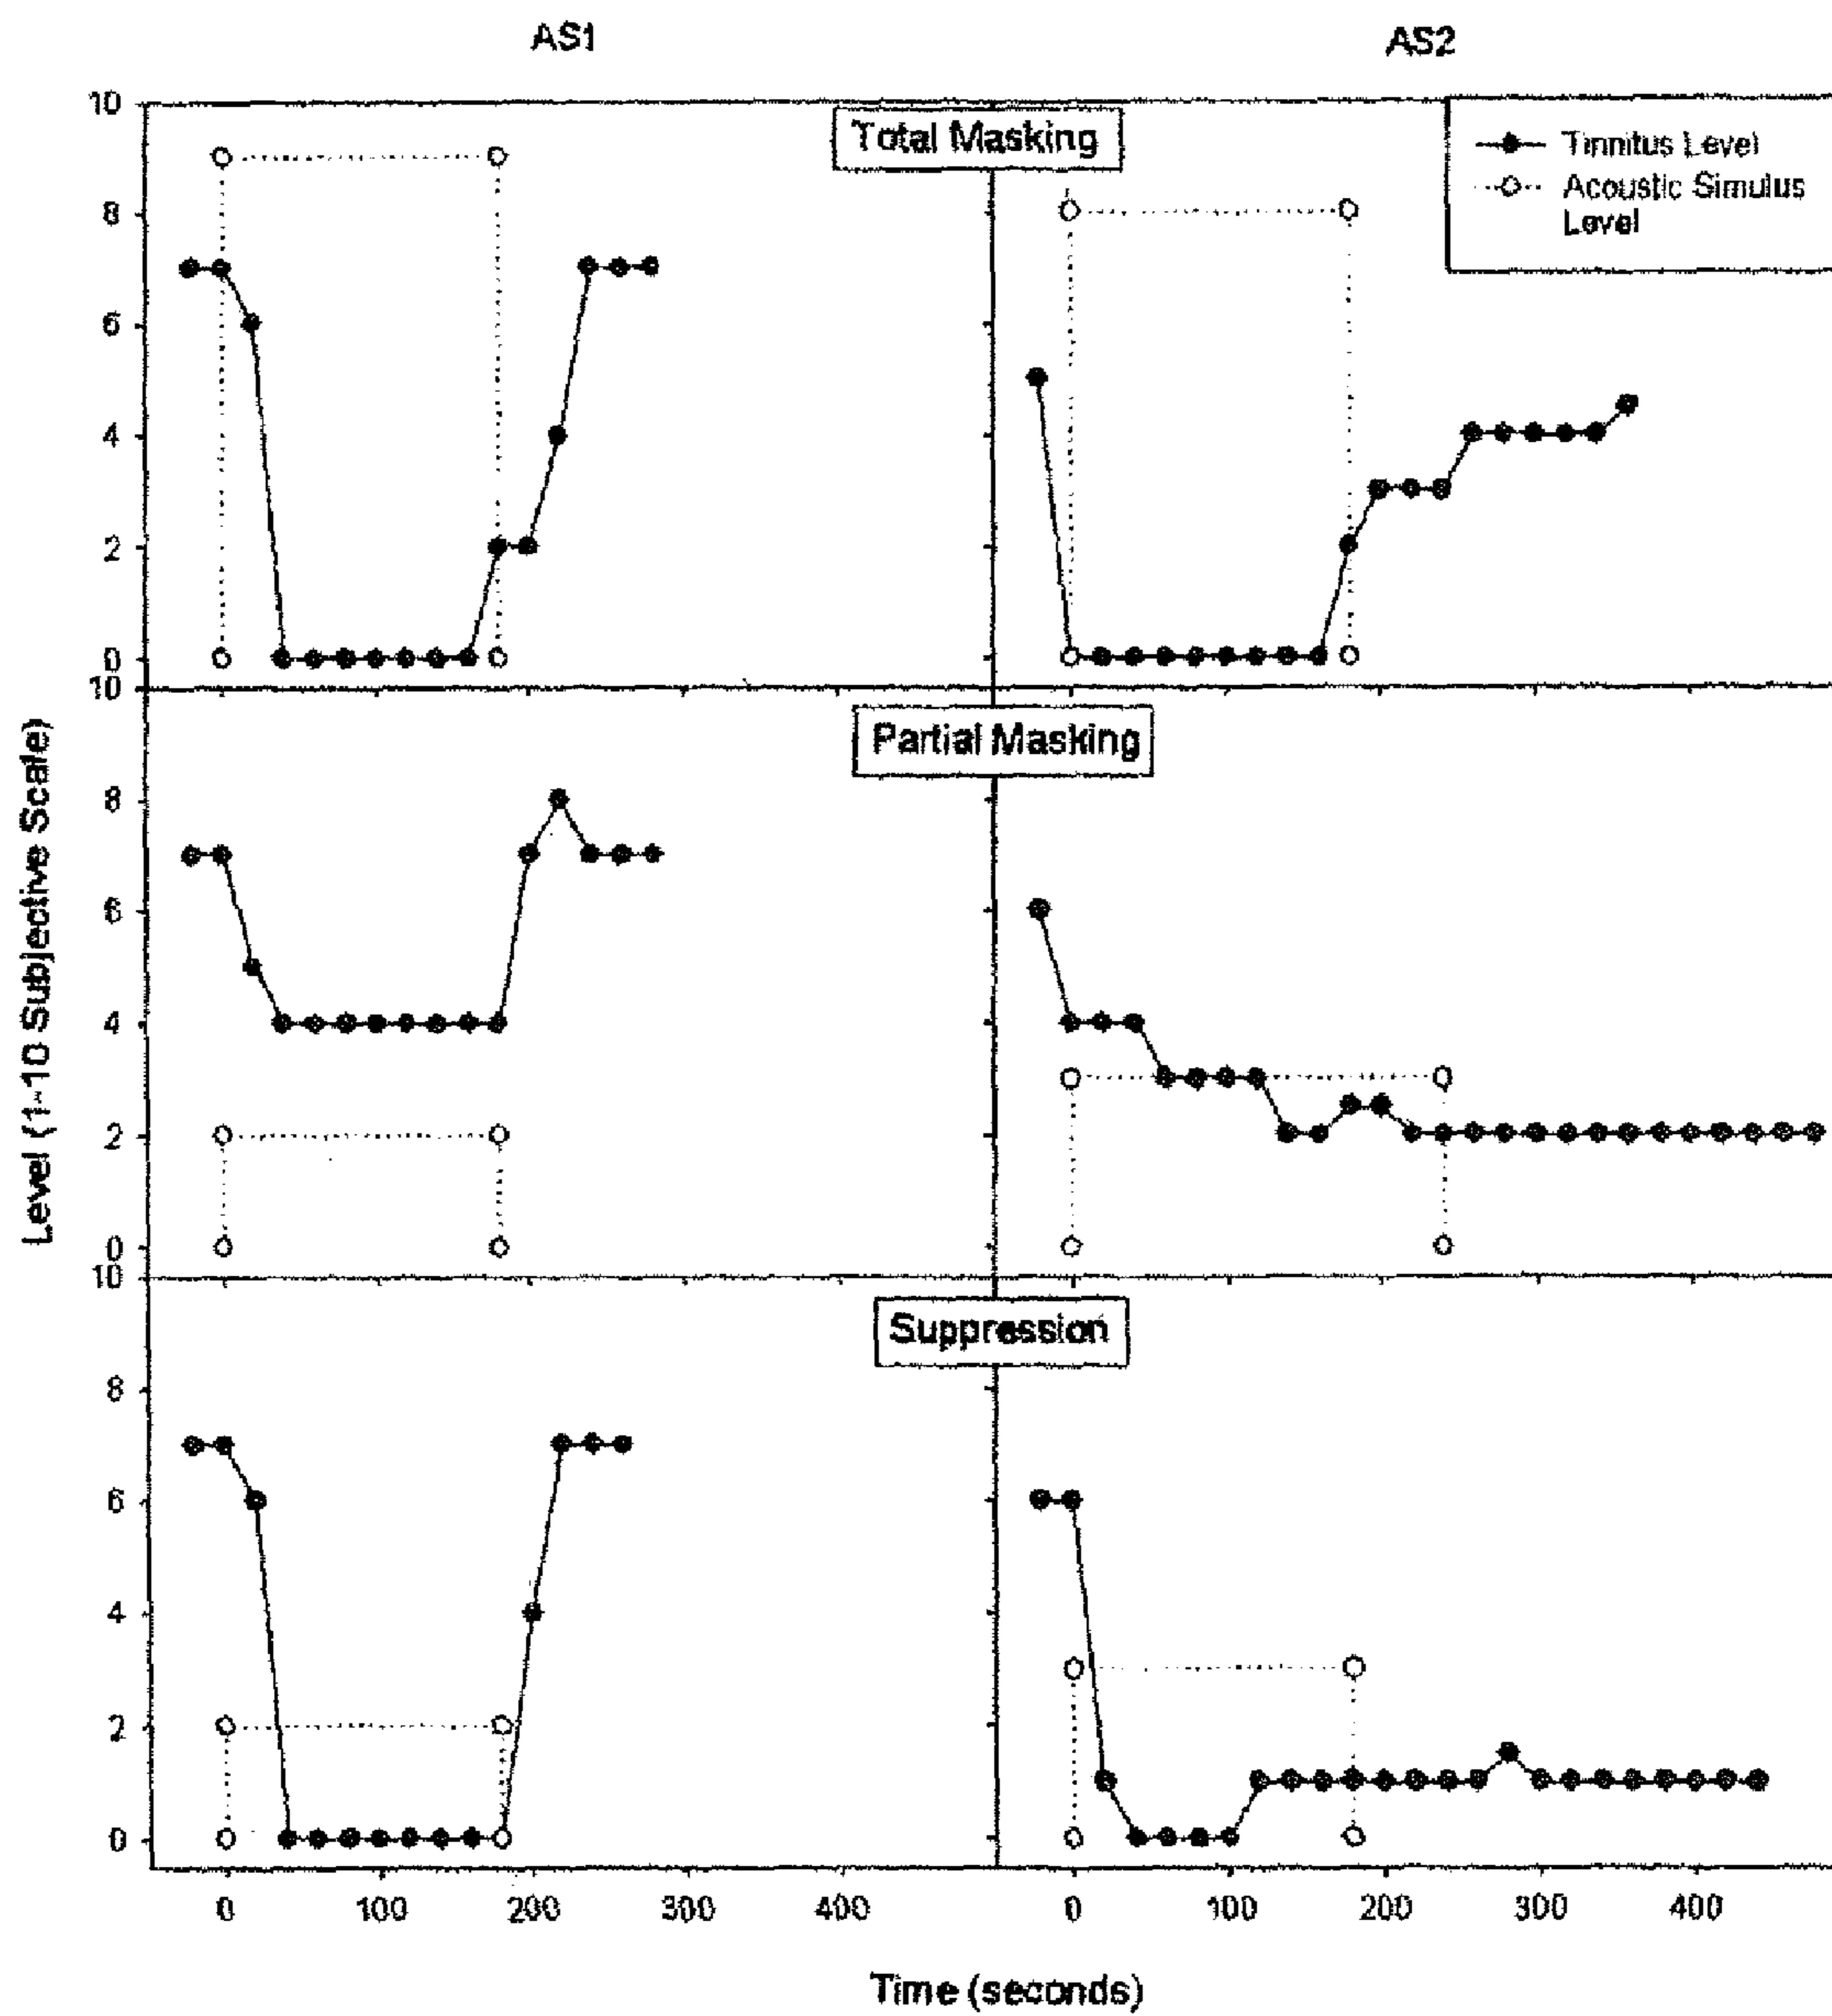 AS1
AS2
10
8
6
4
2
0
Total Masking
Tinnitus Level
Acoustic Simulus
Level
10
8
6
4
2
0
Partial Masking
Level (1-10 Subjective Scale)
10
8
6
4
2
0
Suppression
0 100 200 300 400
0 100 200 300 400
Time (seconds)